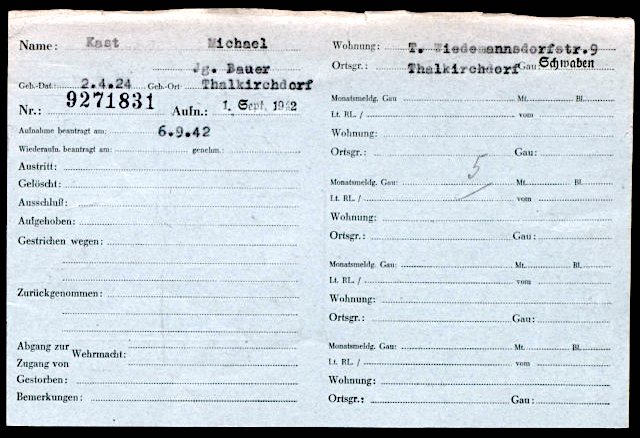 Name: Kast Michael
Jg. Bauer
Geb.-Dat.: 2.4.24 Geb.-Ort Thalkirchdorf
Nr.: 9271831 Aufn.: 1. Sept. 1942
Aufnahme beantragt am: 6.9.42
Wiederaufn. beantragt am: genehm.:
Austritt:
Gelöscht:
Ausschluß:
Aufgehoben:
Gestrichen wegen:
Zurückgenommen:
Abgang zur
Wehrmacht:
Zugang von
Gestorben:
Bemerkungen:
Wohnung: T. Wiedemannsdorfstr.9
Ortsgr.: Thalkirchdorf Gau: Schwaben
Monatsmeldg. Gau: Mt. Bl.
Lt. RL. / vom
Wohnung:
Ortsgr.: Gau:
5
Monatsmeldg. Gau: Mt. Bl.
Lt. RL. / vom
Wohnung:
Ortsgr.: Gau:
Monatsmeldg. Gau: Mt. Bl.
Lt. RL. / vom
Wohnung:
Ortsgr.: Gau:
Monatsmeldg. Gau: Mt. Bl.
Lt. RL. / vom
Wohnung:
Ortsgr.: Gau: